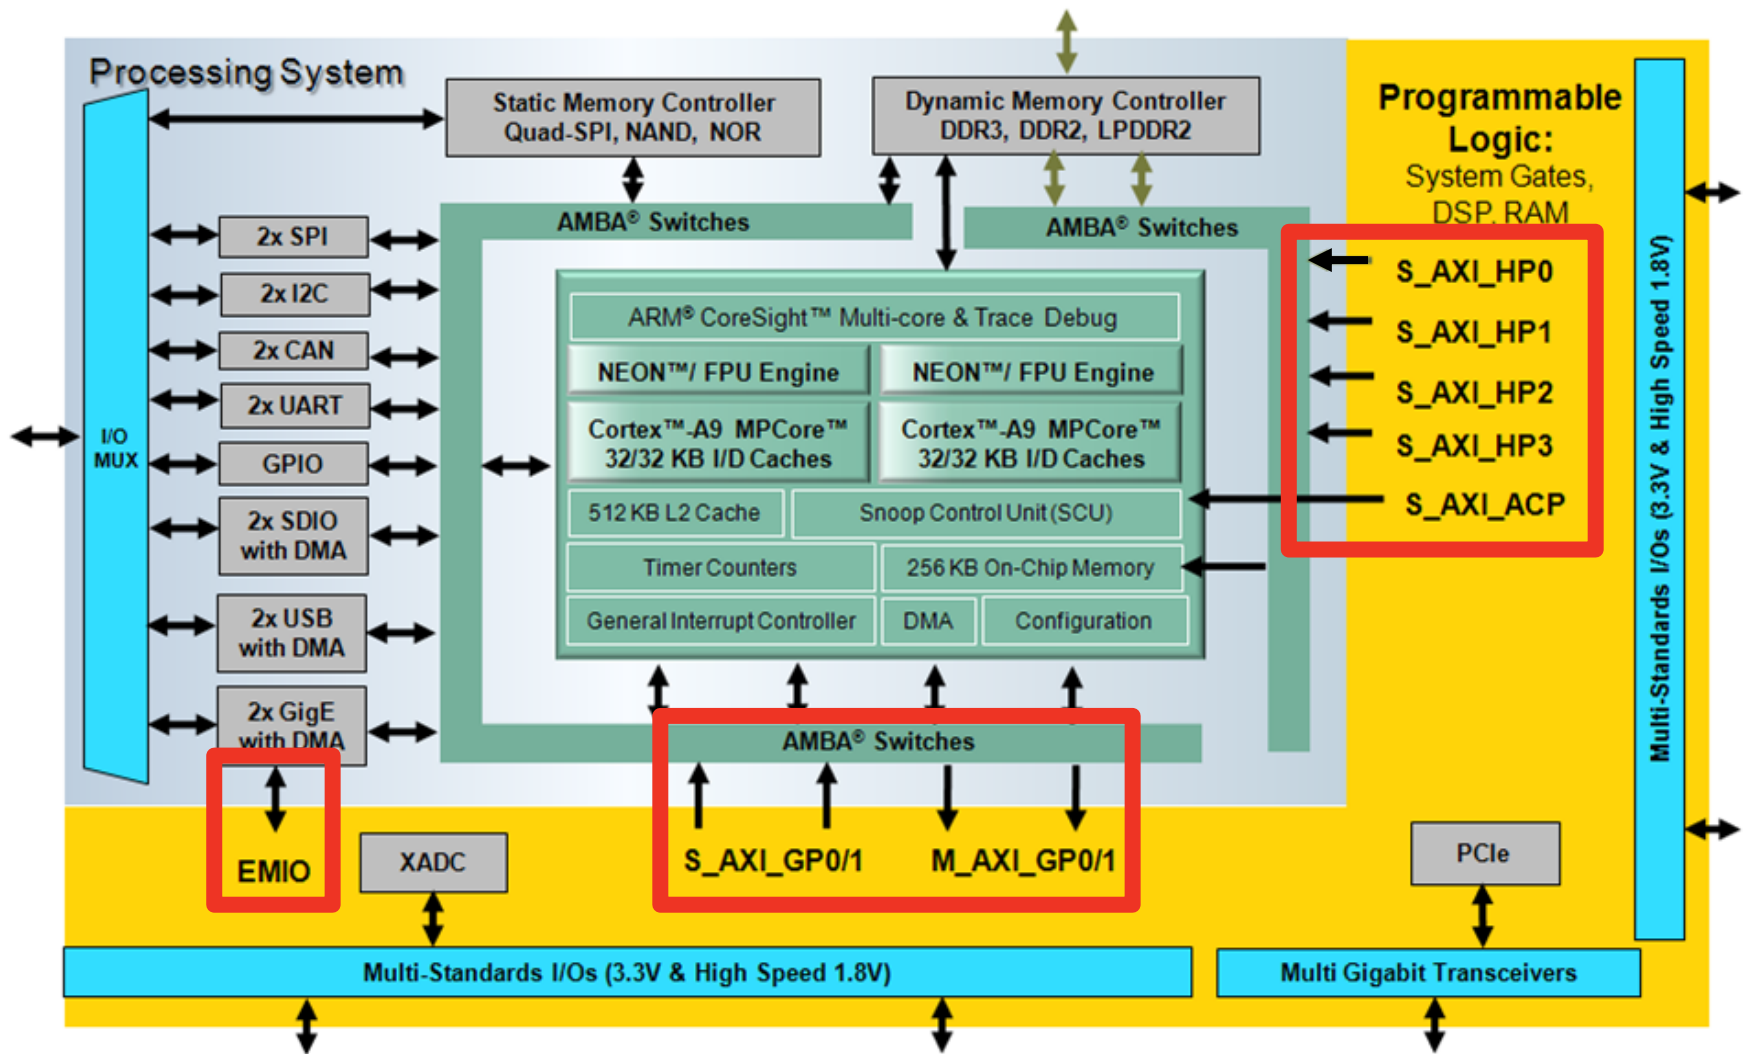 Processing System
Static Memory Controller
Quad-SPI, NAND, NOR
Dynamic Memory Controller
DDR3, DDR2, LPDDR2
Programmable
Logic:
System Gates,
DSP, RAM
AMBA® Switches
AMBA® Switches
I/O
MUX
2x SPI
2x I2C
2x CAN
2x UART
GPIO
2x SDIO
with DMA
2x USB
with DMA
2x GigE
with DMA
ARM® CoreSight™ Multi-core & Trace Debug
NEON™/ FPU Engine
NEON™/ FPU Engine
Cortex™-A9 MPCore™
32/32 KB I/D Caches
Cortex™-A9 MPCore™
32/32 KB I/D Caches
512 KB L2 Cache
Snoop Control Unit (SCU)
Timer Counters
256 KB On-Chip Memory
General Interrupt Controller
DMA
Configuration
AMBA® Switches
S_AXI_HP0
S_AXI_HP1
S_AXI_HP2
S_AXI_HP3
S_AXI_ACP
Multi-Standards I/Os (3.3V & High Speed 1.8V)
EMIO
XADC
S_AXI_GP0/1
M_AXI_GP0/1
PCIe
Multi-Standards I/Os (3.3V & High Speed 1.8V)
Multi Gigabit Transceivers